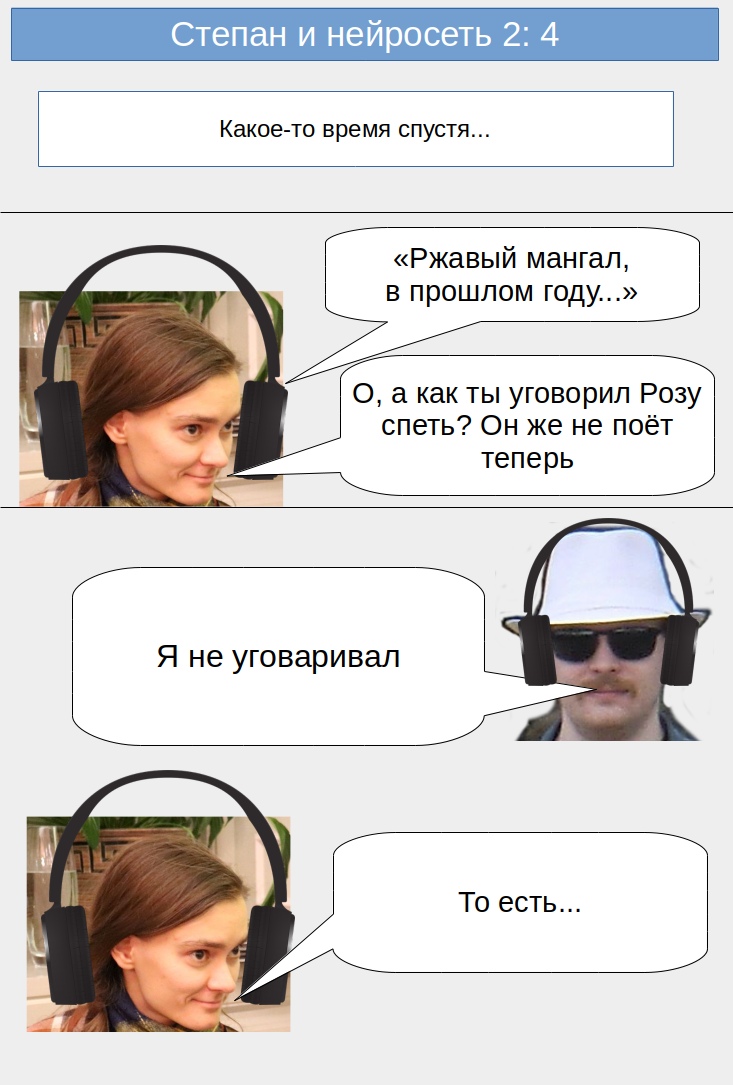 Степан и нейросеть 2: 4
Какое-то время спустя...
«Ржавый мангал,
в прошлом году...»
О, а как ты уговорил Розу
спеть? Он же не поёт
теперь
Я не уговаривал
То есть...